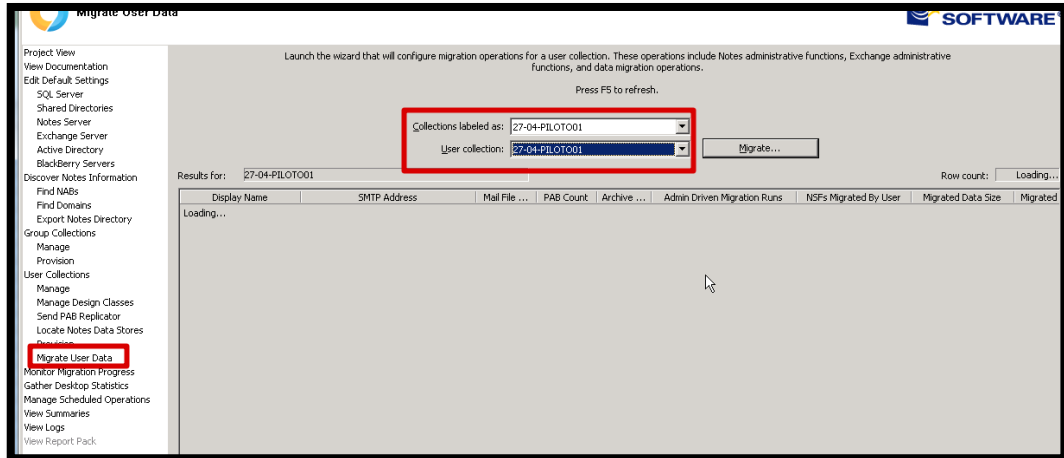 Migrate User Data
SOFTWARE
Project View
View Documentation
Edit Default Settings
SQL Server
Shared Directories
Notes Server
Exchange Server
Active Directory
BlackBerry Servers
Discover Notes Information
Find NABs
Find Domains
Export Notes Directory
Group Collections
Manage
Provision
User Collections
Manage
Manage Design Classes
Send PAB Replicator
Locate Notes Data Stores
Provision
Migrate User Data
Monitor Migration Progress
Gather Desktop Statistics
Manage Scheduled Operations
View Summaries
View Logs
View Report Pack
Launch the wizard that will configure migration operations for a user collection. These operations include Notes administrative functions, Exchange administrative
functions, and data migration operations.
Press F5 to refresh.
Collections labeled as: 27-04-PILOTO01
User collection: 27-04-PILOTO01 Migrate...
Results for: 27-04-PILOTO01 Row count: Loading...
Display Name SMTP Address Mail File ... PAB Count Archive ... Admin Driven Migration Runs NSFs Migrated By User Migrated Data Size Migrated
Loading...